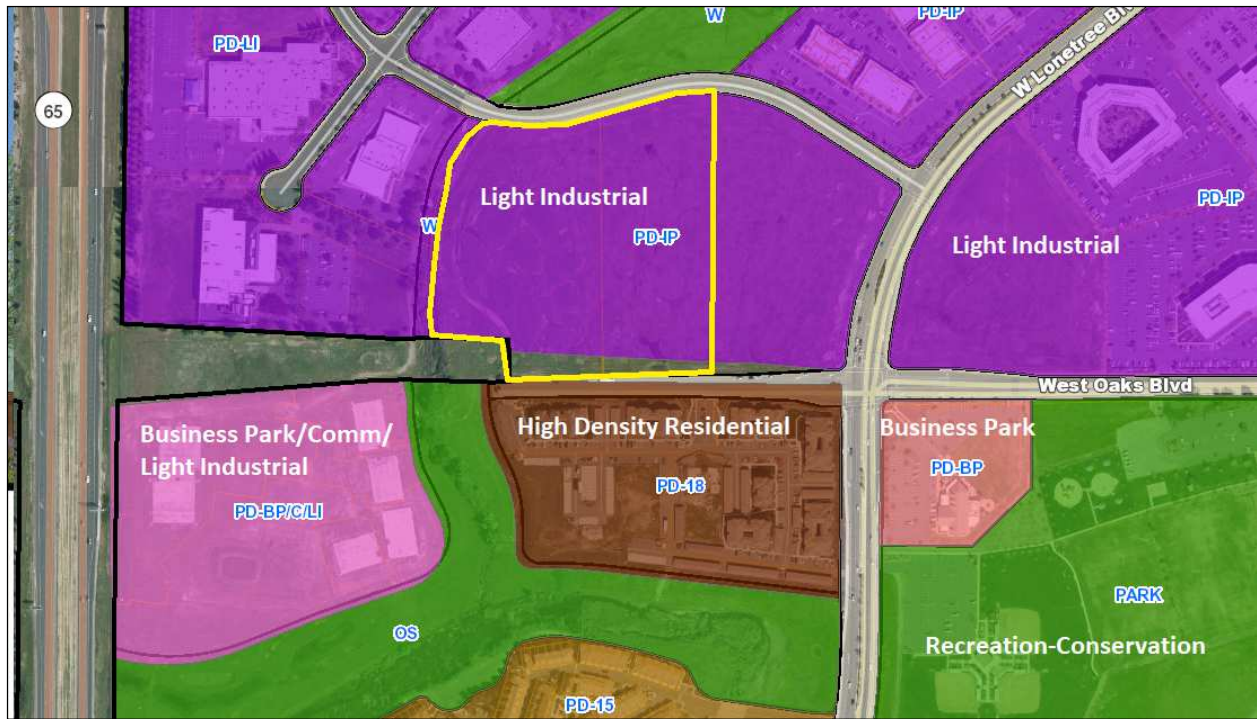 W
PD-IP
PD-LI
W Lonetree Blv
65
Light Industrial
W
PD-IP
PD-IP
Light Industrial
West Oaks Blvd
Business Park/Comm/
Light Industrial
PD-BP/C/LI
High Density Residential
PD-18
Business Park
PD-BP
PARK
OS
Recreation-Conservation
PD-15